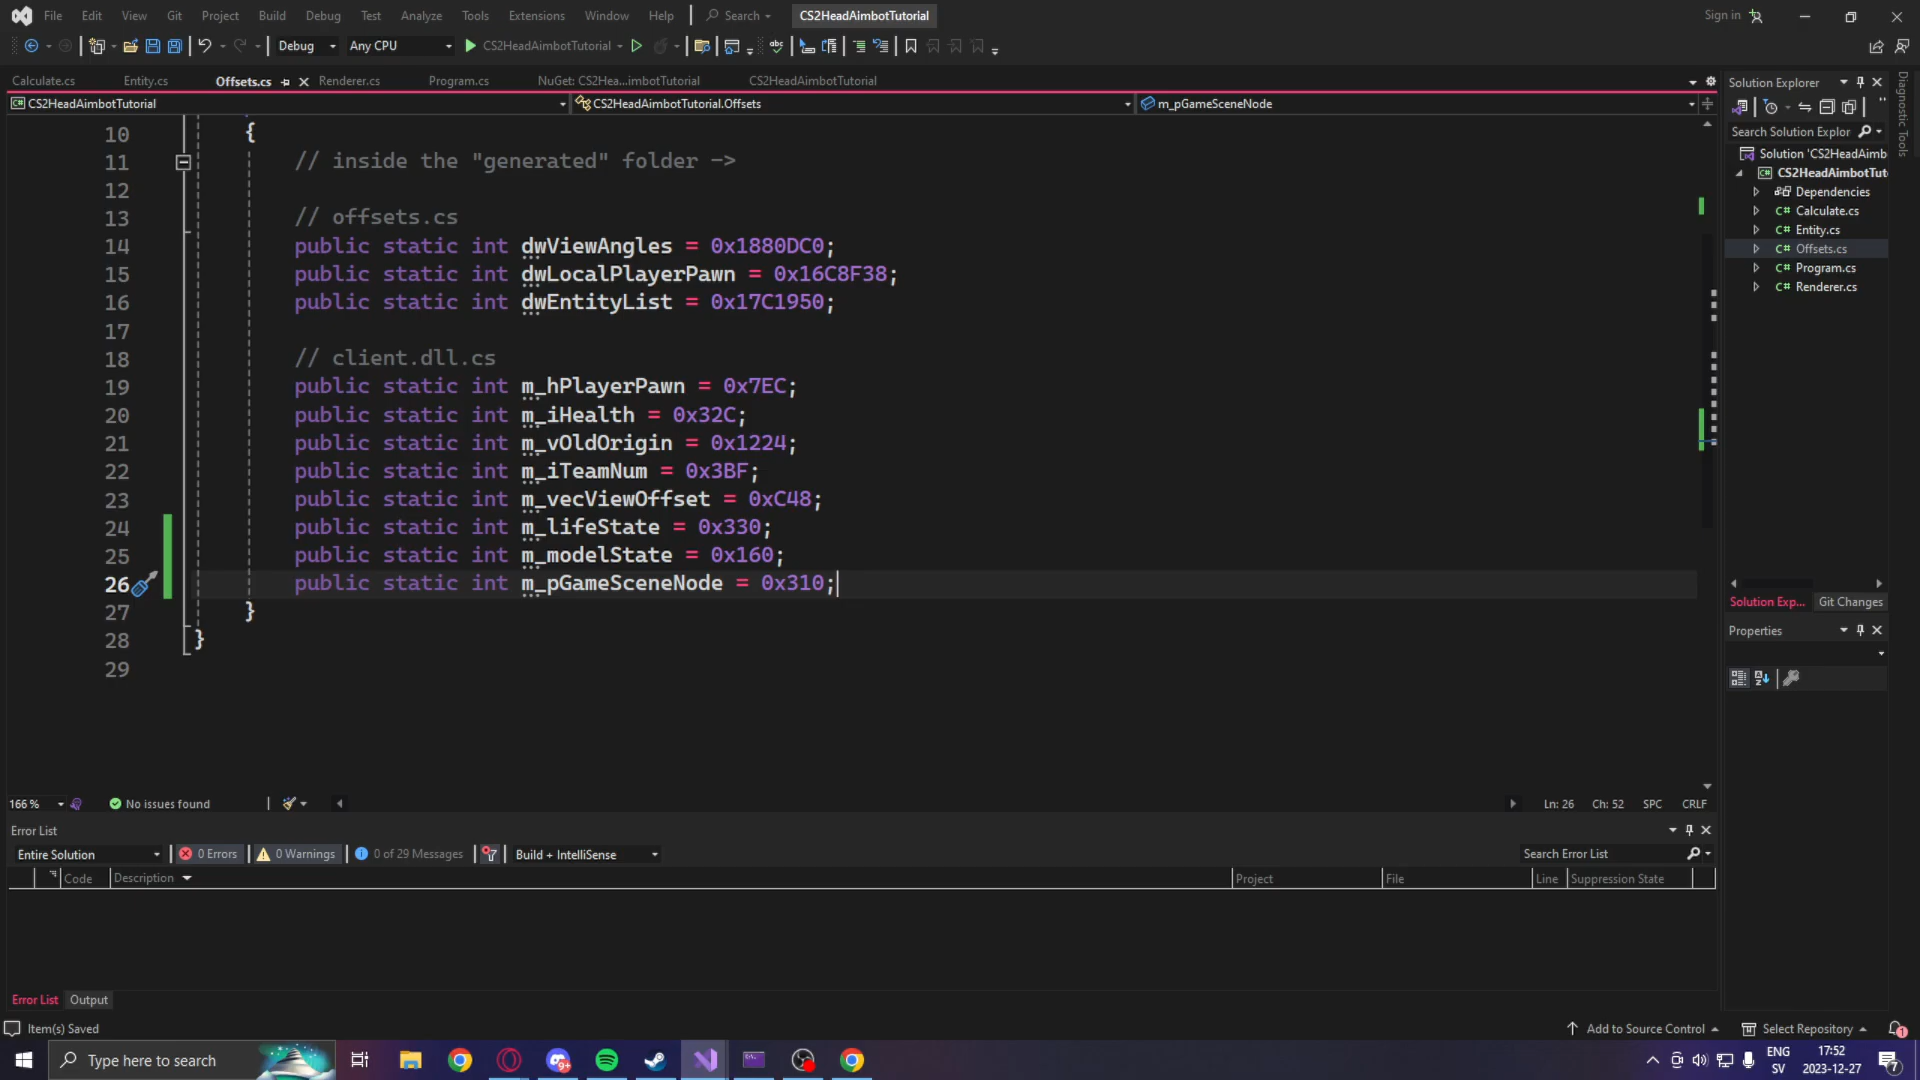 File Edit View Git Project Build Debug Test Analyze Tools Extensions Window Help Search CS2HeadAimbotTutorial Sign in
Debug Any CPU CS2HeadAimbotTutorial
Calculate.cs Entity.cs Offsets.cs Renderer.cs Program.cs NuGet: CS2Hea...imbotTutorial CS2HeadAimbotTutorial
CS2HeadAimbotTutorial CS2HeadAimbotTutorial.Offsets m_pGameSceneNode
10 {
11 // inside the "generated" folder ->
12
13 // offsets.cs
14 public static int dwViewAngles = 0x1880DC0;
15 public static int dwLocalPlayerPawn = 0x16C8F38;
16 public static int dwEntityList = 0x17C1950;
17
18 // client.dll.cs
19 public static int m_hPlayerPawn = 0x7EC;
20 public static int m_iHealth = 0x32C;
21 public static int m_vOldOrigin = 0x1224;
22 public static int m_iTeamNum = 0x3BF;
23 public static int m_vecViewOffset = 0xC48;
24 public static int m_lifeState = 0x330;
25 public static int m_modelState = 0x160;
26 public static int m_pGameSceneNode = 0x310;
27 }
28 }
29
166 % No issues found Ln: 26 Ch: 52 SPC CRLF
Error List
Entire Solution 0 Errors 0 Warnings 0 of 29 Messages Build + IntelliSense Search Error List
Code Description Project File Line Suppression State
Error List Output
Item(s) Saved Add to Source Control Select Repository 1
Solution Explorer
Search Solution Explor
Solution 'CS2HeadAimb
CS2HeadAimbotTut
Dependencies
C# Calculate.cs
C# Entity.cs
C# Offsets.cs
C# Program.cs
C# Renderer.cs
Solution Exp... Git Changes
Properties
Diagnostic Tools
Type here to search 9+ ENG 17:52
SV 2023-12-27 7